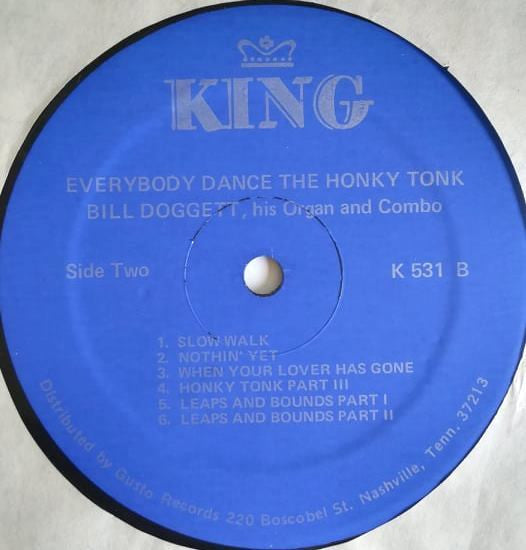 KING
EVERYBODY DANCE THE HONKY TONK
BILL DOGGETT, his Organ and Combo
Side Two
K 531 B
1. SLOW WALK
2. NOTHIN' YET
3. WHEN YOUR LOVER HAS GONE
4. HONKY TONK PART III
5. LEAPS AND BOUNDS PART I
6. LEAPS AND BOUNDS PART II
Distributed by Gusto Records 220 Boscobel St. Nashville, Tenn. 37213